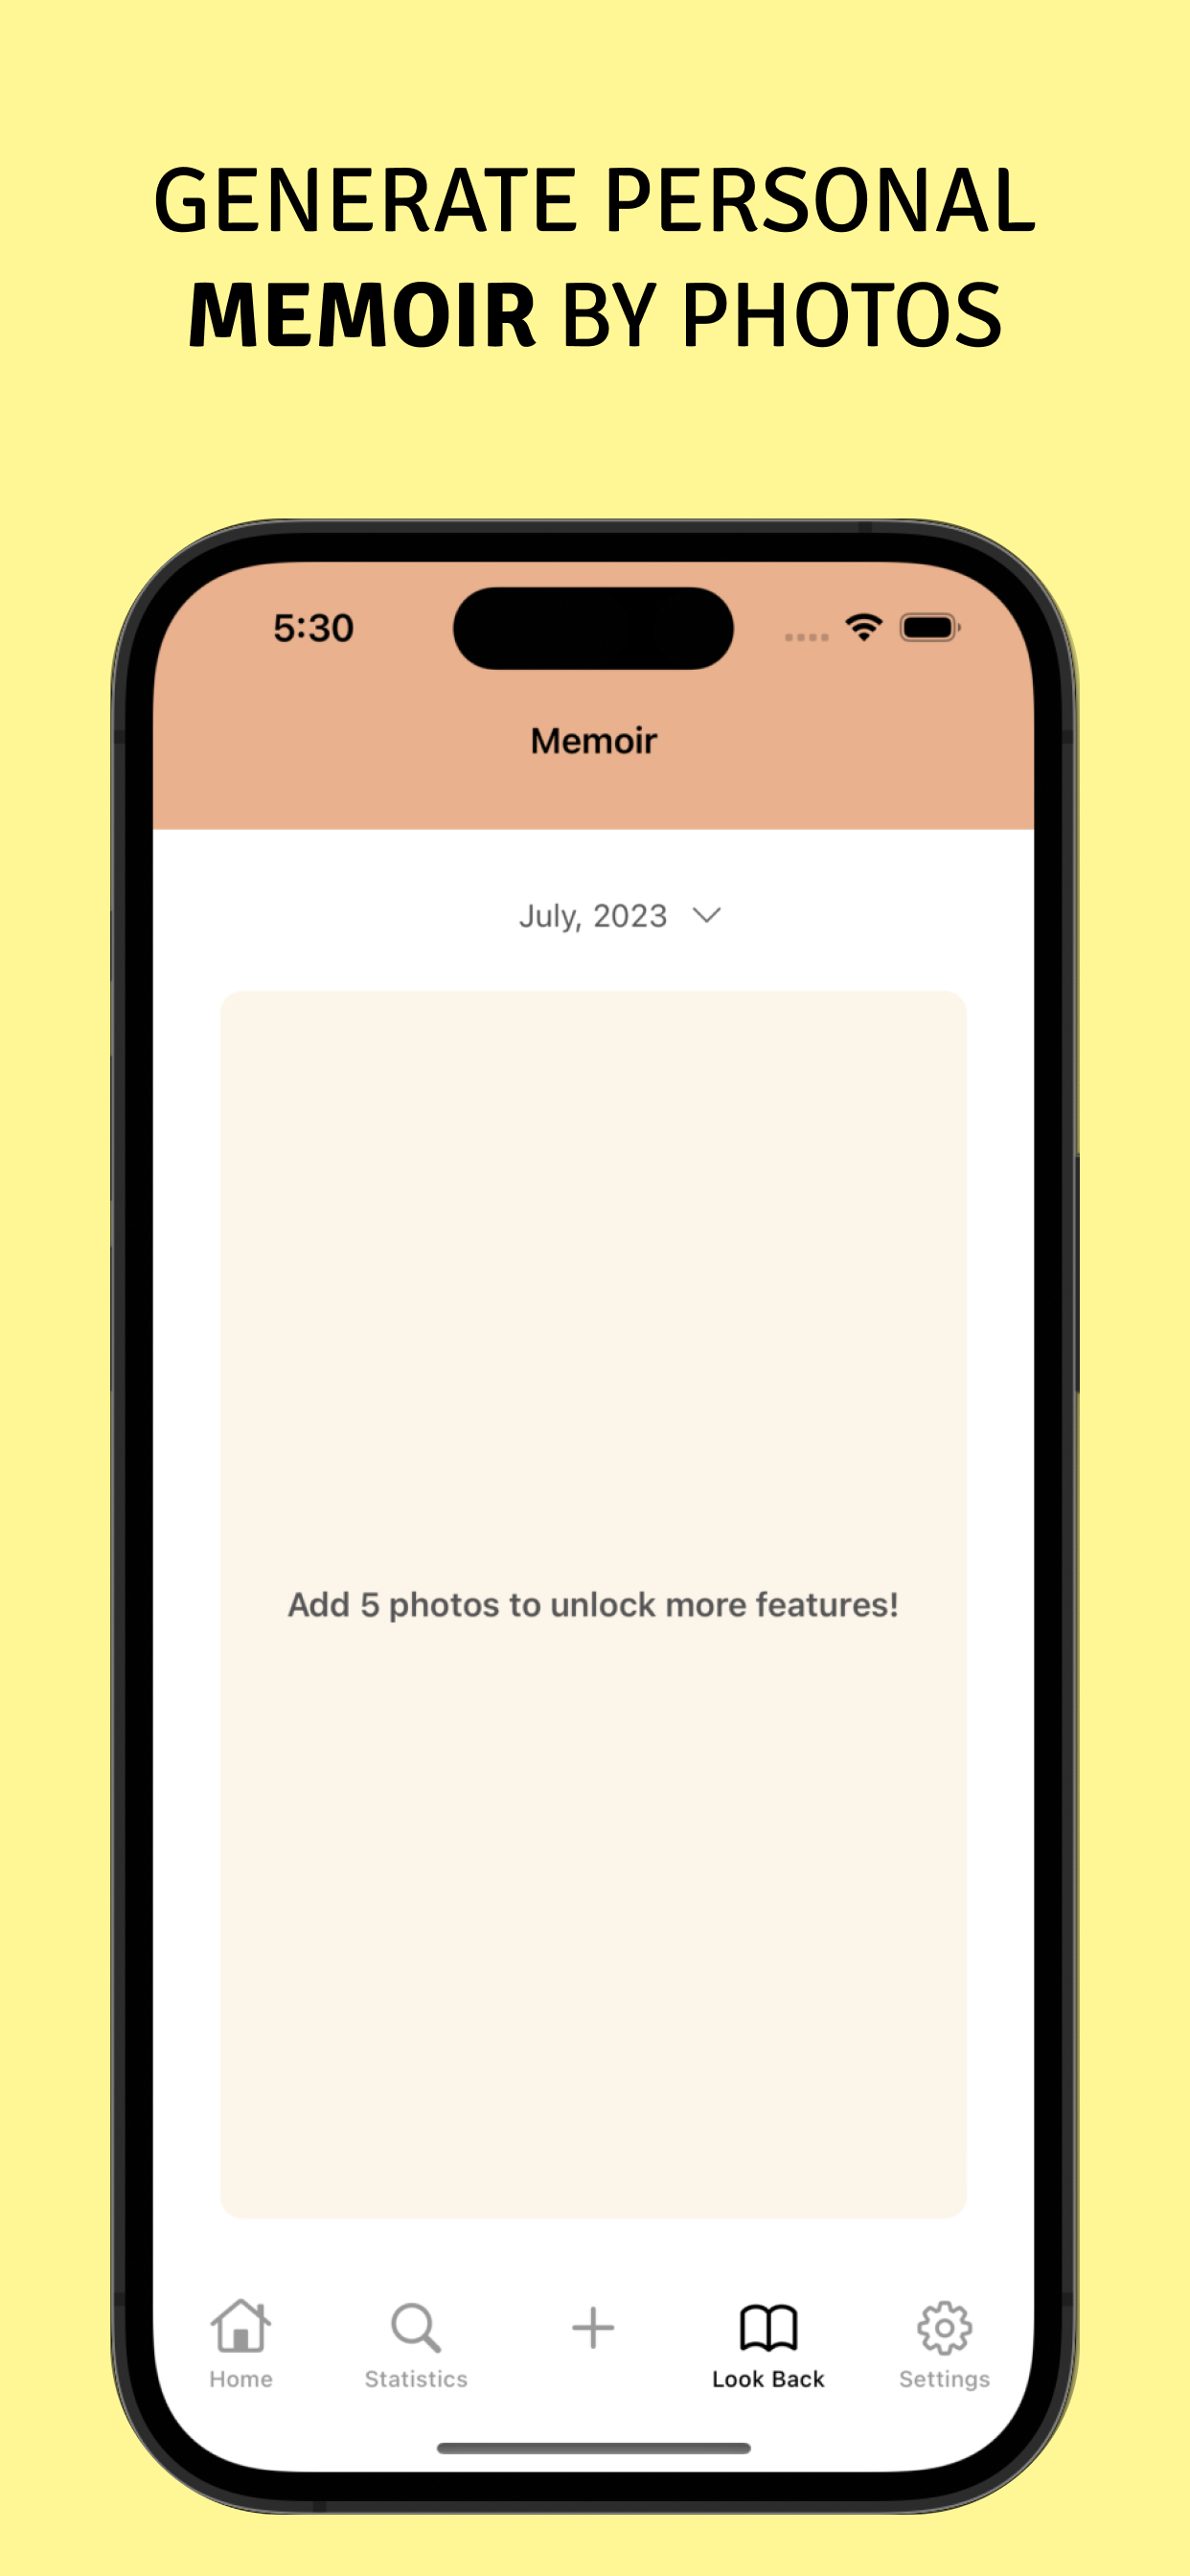 GENERATE PERSONAL
MEMOIR BY PHOTOS
5:30
Memoir
July, 2023
Add 5 photos to unlock more features!
Home
Statistics
Look Back
Settings